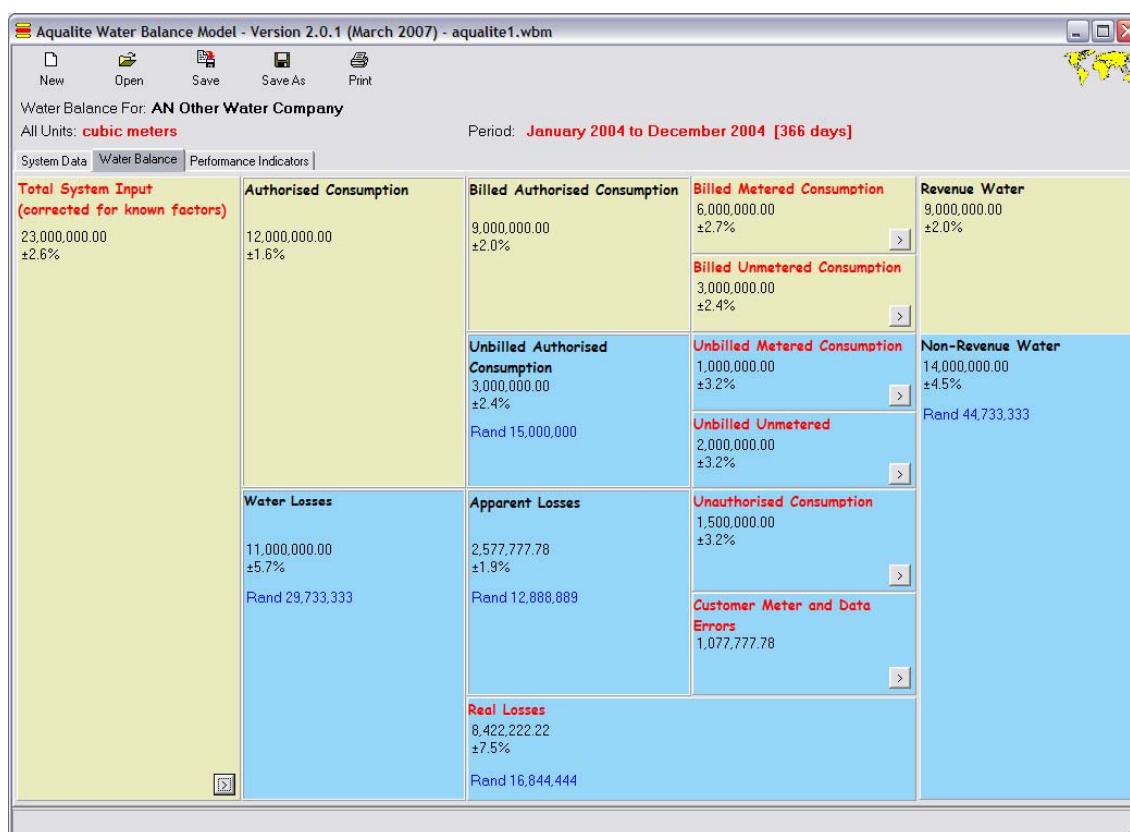 Aqualite Water Balance Model - Version 2.0.1 (March 2007) - aqualite1.wbm
New Open Save Save As Print
Water Balance For: AN Other Water Company
All Units: cubic meters
Period: January 2004 to December 2004 [366 days]
System Data Water Balance Performance Indicators
Total System Input
(corrected for known factors)
23,000,000.00
±2.6%
Authorised Consumption
12,000,000.00
±1.6%
Billed Authorised Consumption
9,000,000.00
±2.0%
Billed Metered Consumption
6,000,000.00
±2.7%
>
Billed Unmetered Consumption
3,000,000.00
±2.4%
>
Revenue Water
9,000,000.00
±2.0%
Unbilled Authorised
Consumption
3,000,000.00
±2.4%
Rand 15,000,000
Unbilled Metered Consumption
1,000,000.00
±3.2%
>
Unbilled Unmetered
2,000,000.00
±3.2%
>
Non-Revenue Water
14,000,000.00
±4.5%
Rand 44,733,333
Water Losses
11,000,000.00
±5.7%
Rand 29,733,333
Apparent Losses
2,577,777.78
±1.9%
Rand 12,888,889
Unauthorised Consumption
1,500,000.00
±3.2%
>
Customer Meter and Data
Errors
1,077,777.78
>
Real Losses
8,422,222.22
±7.5%
Rand 16,844,444
>